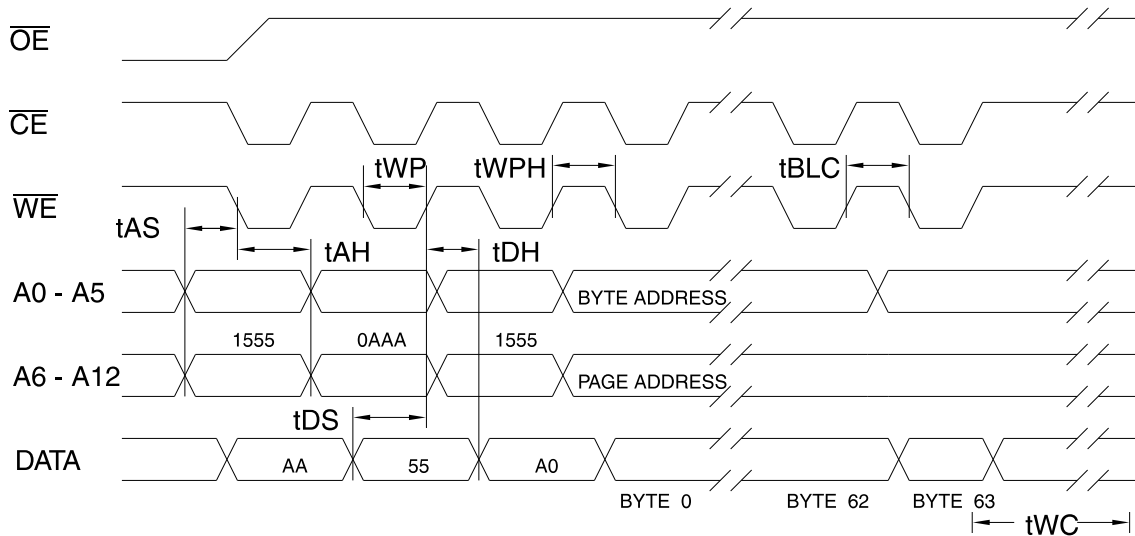 OE
CE
tWP tWPH tBLC
WE
tAS
tAH tDH
A0 - A5 BYTE ADDRESS
1555 0AAA 1555
A6 - A12 PAGE ADDRESS
tDS
DATA AA 55 A0
BYTE 0 BYTE 62 BYTE 63
tWC